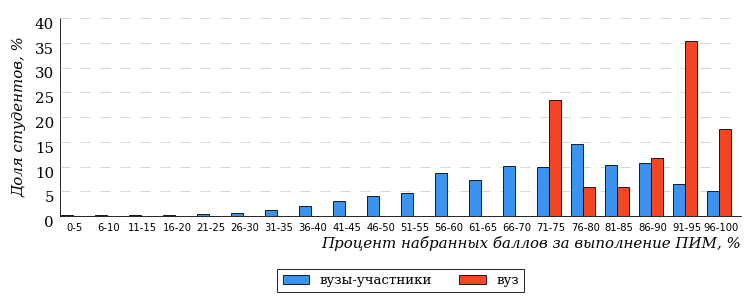 Доля студентов, %
40
35
30
25
20
15
10
5
0
0-5 6-10 11-15 16-20 21-25 26-30 31-35 36-40 41-45 46-50 51-55 56-60 61-65 66-70 71-75 76-80 81-85 86-90 91-95 96-100
Процент набранных баллов за выполнение ПИМ, %
вузы-участники вуз